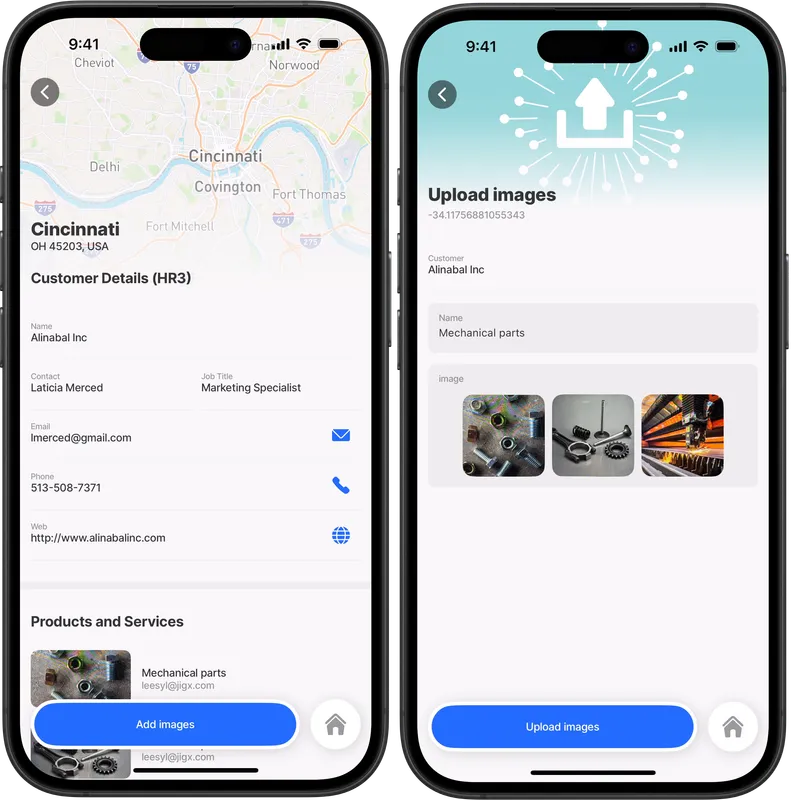 9:41
Cheviot
75
Norwood
Delhi
Cincinnati
Covington
Fort Thomas
275
471
Fort Mitchell
275
Cincinnati
OH 45203, USA
Customer Details (HR3)
Name
Alinabal Inc
Contact
Job Title
Laticia Merced
Marketing Specialist
Email
lmerced@gmail.com
Phone
513-508-7371
Web
http://www.alinabalinc.com
Products and Services
Mechanical parts
leesyl@jigx.com
Add images
leesyl@jigx.com
9:41
Upload images
-34.11756881055343
Customer
Alinabal Inc
Name
Mechanical parts
image
Upload images